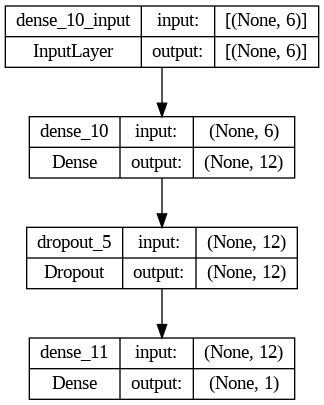 dense_10_input input: [(None, 6)]
InputLayer output: [(None, 6)]
dense_10 input: (None, 6)
Dense output: (None, 12)
dropout_5 input: (None, 12)
Dropout output: (None, 12)
dense_11 input: (None, 12)
Dense output: (None, 1)